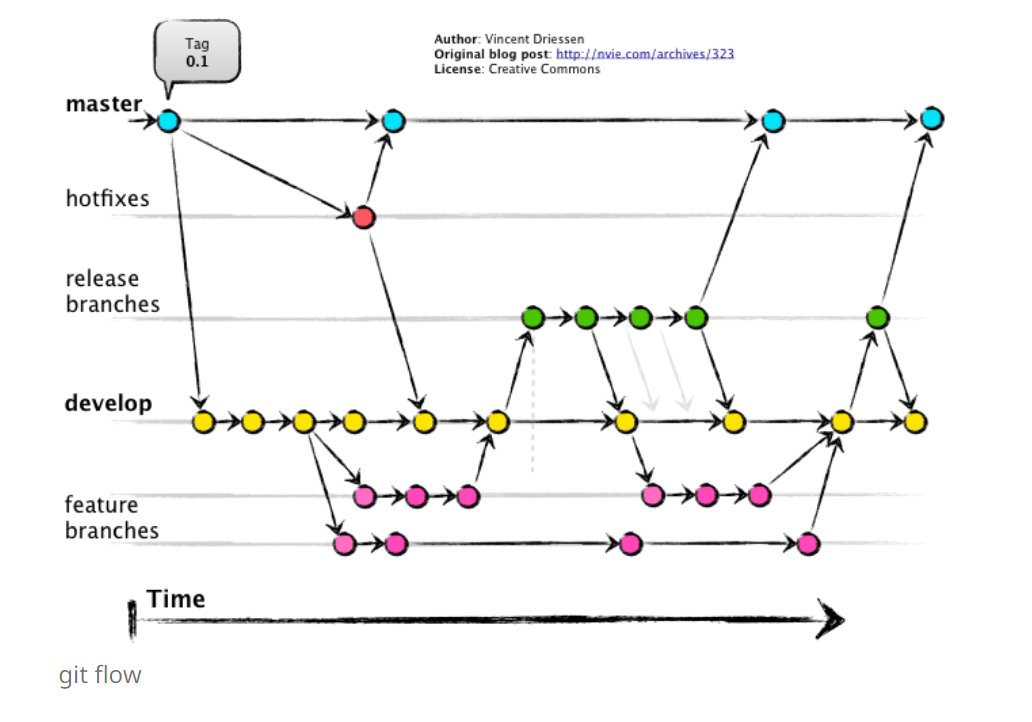 Tag
0.1
Author: Vincent Driessen
Original blog post: http://nvie.com/archives/323
License: Creative Commons
master
hotfixes
release
branches
develop
feature
branches
Time
git flow